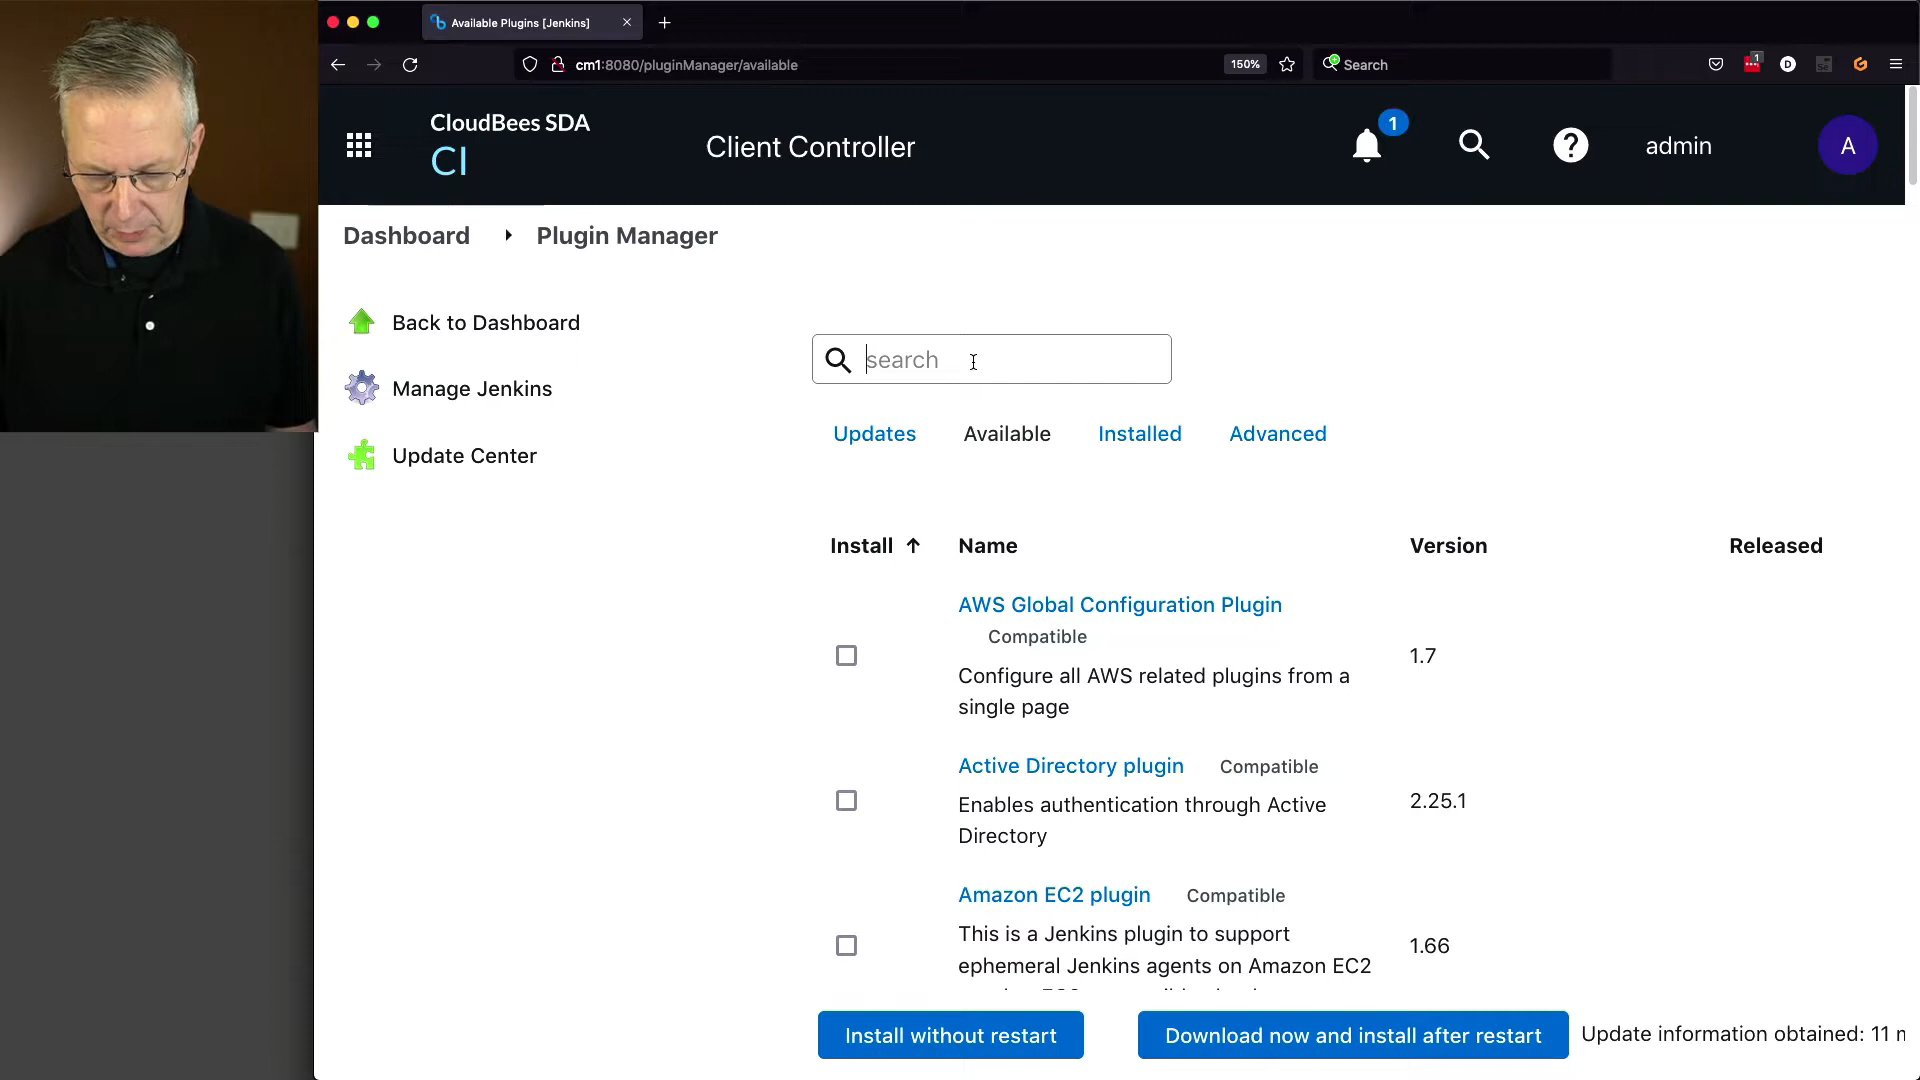 Available Plugins [Jenkins]
cm1:8080/pluginManager/available
150%
Search
1
CloudBees SDA
CI
Client Controller
1
admin
A
Dashboard
Plugin Manager
Back to Dashboard
Manage Jenkins
Update Center
search
Updates
Available
Installed
Advanced
Install
Name
Version
Released
AWS Global Configuration Plugin
Compatible
Configure all AWS related plugins from a
single page
1.7
Active Directory plugin
Compatible
Enables authentication through Active
Directory
2.25.1
Amazon EC2 plugin
Compatible
This is a Jenkins plugin to support
ephemeral Jenkins agents on Amazon EC2
1.66
Install without restart
Download now and install after restart
Update information obtained: 11